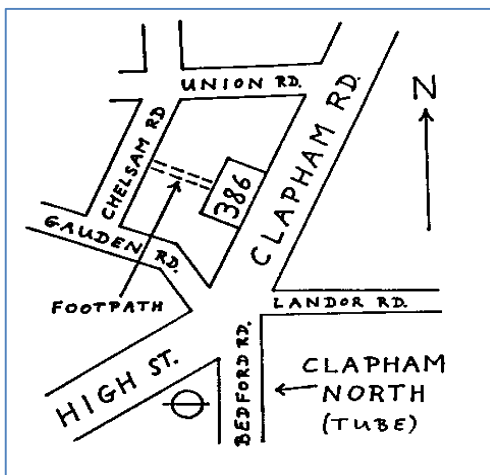 UNION RD.
CLAPHAM RD.
N
CHELSAM RD
386
GAUDEN RD.
FOOTPATH
LANDOR RD.
HIGH ST.
BEDFORD RD.
CLAPHAM
NORTH
(TUBE)